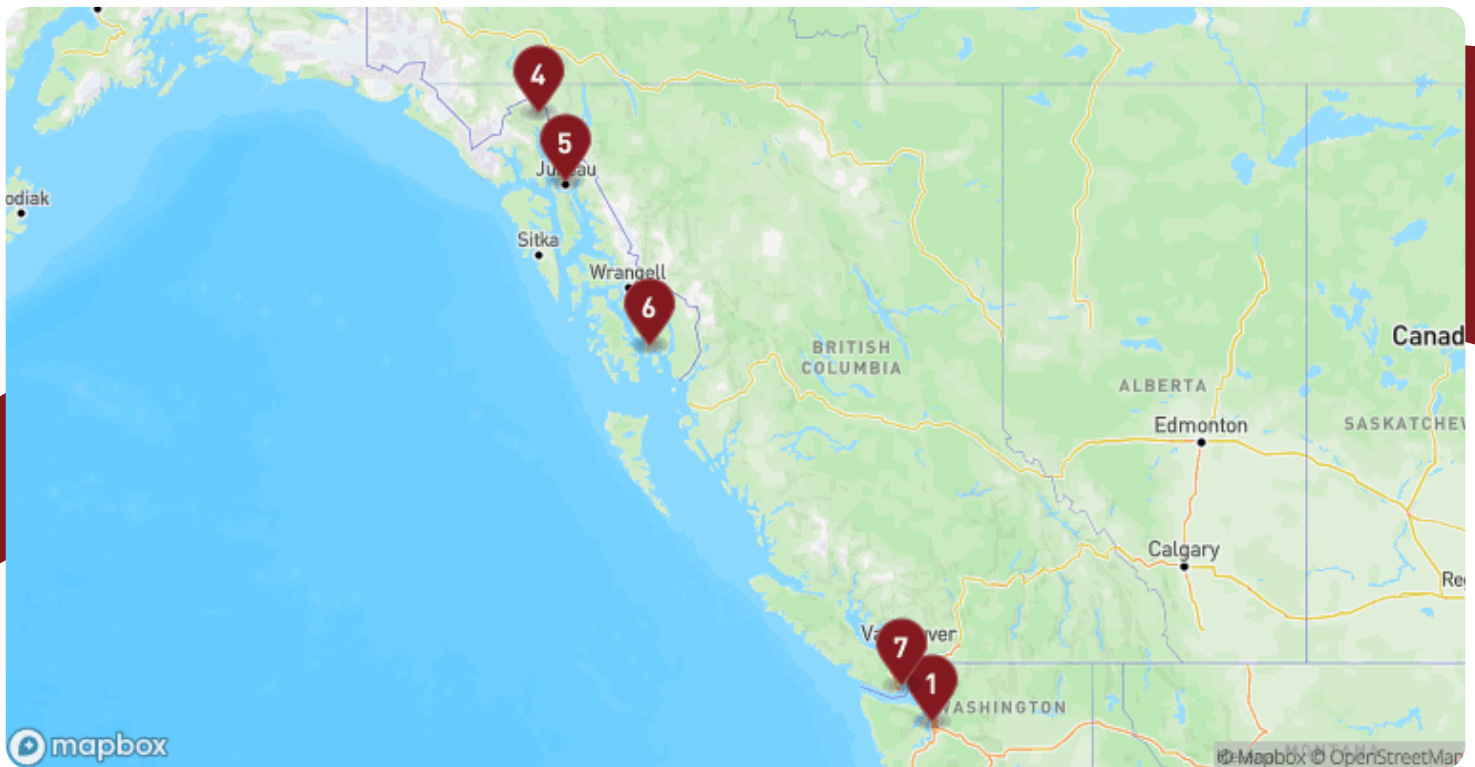 4
5
odiak
Sitka
Wrangell
6
BRITISH
COLUMBIA
Canad
ALBERTA
Edmonton
SASKATCHEW
Calgary
Re
7
1
WASHINGTON
mapbox
© Mapbox © OpenStreetMap